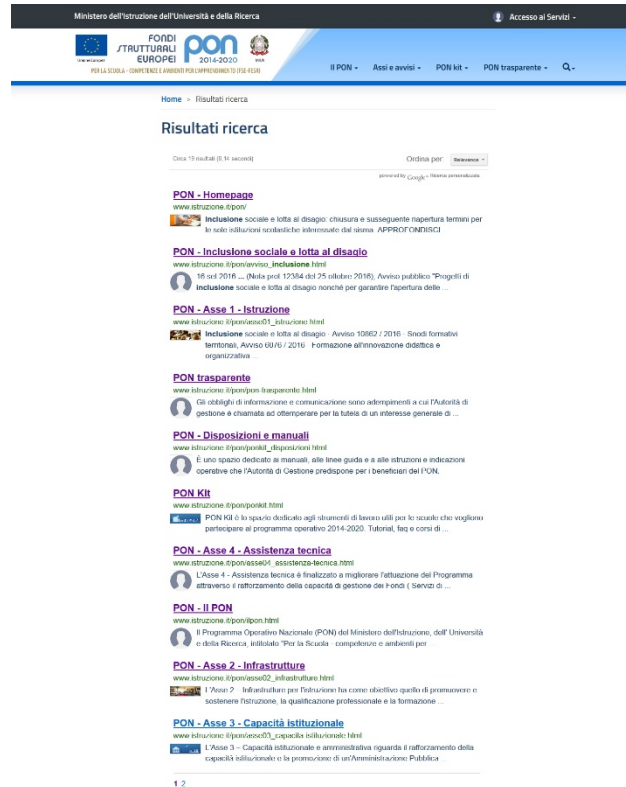 Ministero dell'Istruzione dell'Università e della Ricerca
Accesso ai Servizi
FONDI
STRUTTURALI
EUROPEI
pon
2014-2020
MIUR
PER LA SCUOLA - COMPETENZE E AMBIENTI PER L'APPRENDIMENTO (FSE-FESR)
Il PON
Assi e avvisi
PON kit
PON trasparente
Home > Risultati ricerca
Risultati ricerca
Circa 19 risultati (0,14 secondi)
Ordina per:
Relevance
powered by Google Ricerca personalizzata
PON - Homepage
www.istruzione.it/pon/
Inclusione sociale e lotta al disagio: chiusura e susseguente riapertura termini per
le sole istituzioni scolastiche interessate dal sisma. APPROFONDISCI
PON - Inclusione sociale e lotta al disagio
www.istruzione.it/pon/avviso_inclusione.html
16 set 2016 ... (Nota prot 12384 del 25 ottobre 2016), Avviso pubblico "Progetti di
inclusione sociale e lotta al disagio nonché per garantire l'apertura delle ...
PON - Asse 1 - Istruzione
www.istruzione.it/pon/asse01_istruzione.html
Inclusione sociale e lotta al disagio · Avviso 10862 / 2016 - Snodi formativi
territoriali, Avviso 6076 / 2016 · Formazione all'innovazione didattica e
organizzativa ...
PON trasparente
www.istruzione.it/pon/pon-trasparente.html
Gli obblighi di informazione e comunicazione sono adempimenti a cui l'Autorità di
gestione è chiamata ad ottemperare per la tutela di un interesse generale di ...
PON - Disposizioni e manuali
www.istruzione.it/pon/ponkit_disposizioni.html
È uno spazio dedicato ai manuali, alle linee guida e a alle istruzioni e indicazioni
operative che l'Autorità di Gestione predispone per i beneficiari del PON.
PON Kit
www.istruzione.it/pon/ponkit.html
PON Kit è lo spazio dedicato agli strumenti di lavoro utili per le scuole che vogliono
partecipare al programma operativo 2014-2020. Tutorial, faq e corsi di ...
PON - Asse 4 - Assistenza tecnica
www.istruzione.it/pon/asse04_assistenza-tecnica.html
L'Asse 4 - Assistenza tecnica è finalizzato a migliorare l'attuazione del Programma
attraverso il rafforzamento della capacità di gestione dei Fondi ( Servizi di ...
PON - Il PON
www.istruzione.it/pon/ilpon.html
Il Programma Operativo Nazionale (PON) del Ministero dell'Istruzione, dell' Università
e della Ricerca, intitolato "Per la Scuola - competenze e ambienti per ...
PON - Asse 2 - Infrastrutture
www.istruzione.it/pon/asse02_infrastrutture.html
L'Asse 2 – Infrastrutture per l'istruzione ha come obiettivo quello di promuovere e
sostenere l'istruzione, la qualificazione professionale e la formazione ...
PON - Asse 3 - Capacità istituzionale
www.istruzione.it/pon/asse03_capacita-istituzionale.html
L'Asse 3 – Capacità istituzionale e amministrativa riguarda il rafforzamento della
capacità istituzionale e la promozione di un'Amministrazione Pubblica ...
1 2